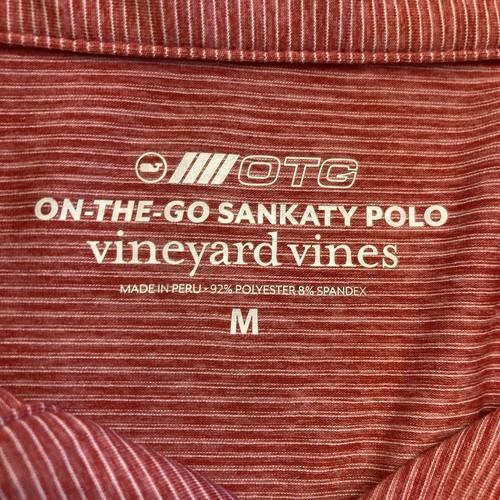 OTG
ON-THE-GO SANKATY POLO
vineyard vines
MADE IN PERU • 92% POLYESTER 8% SPANDEX
M